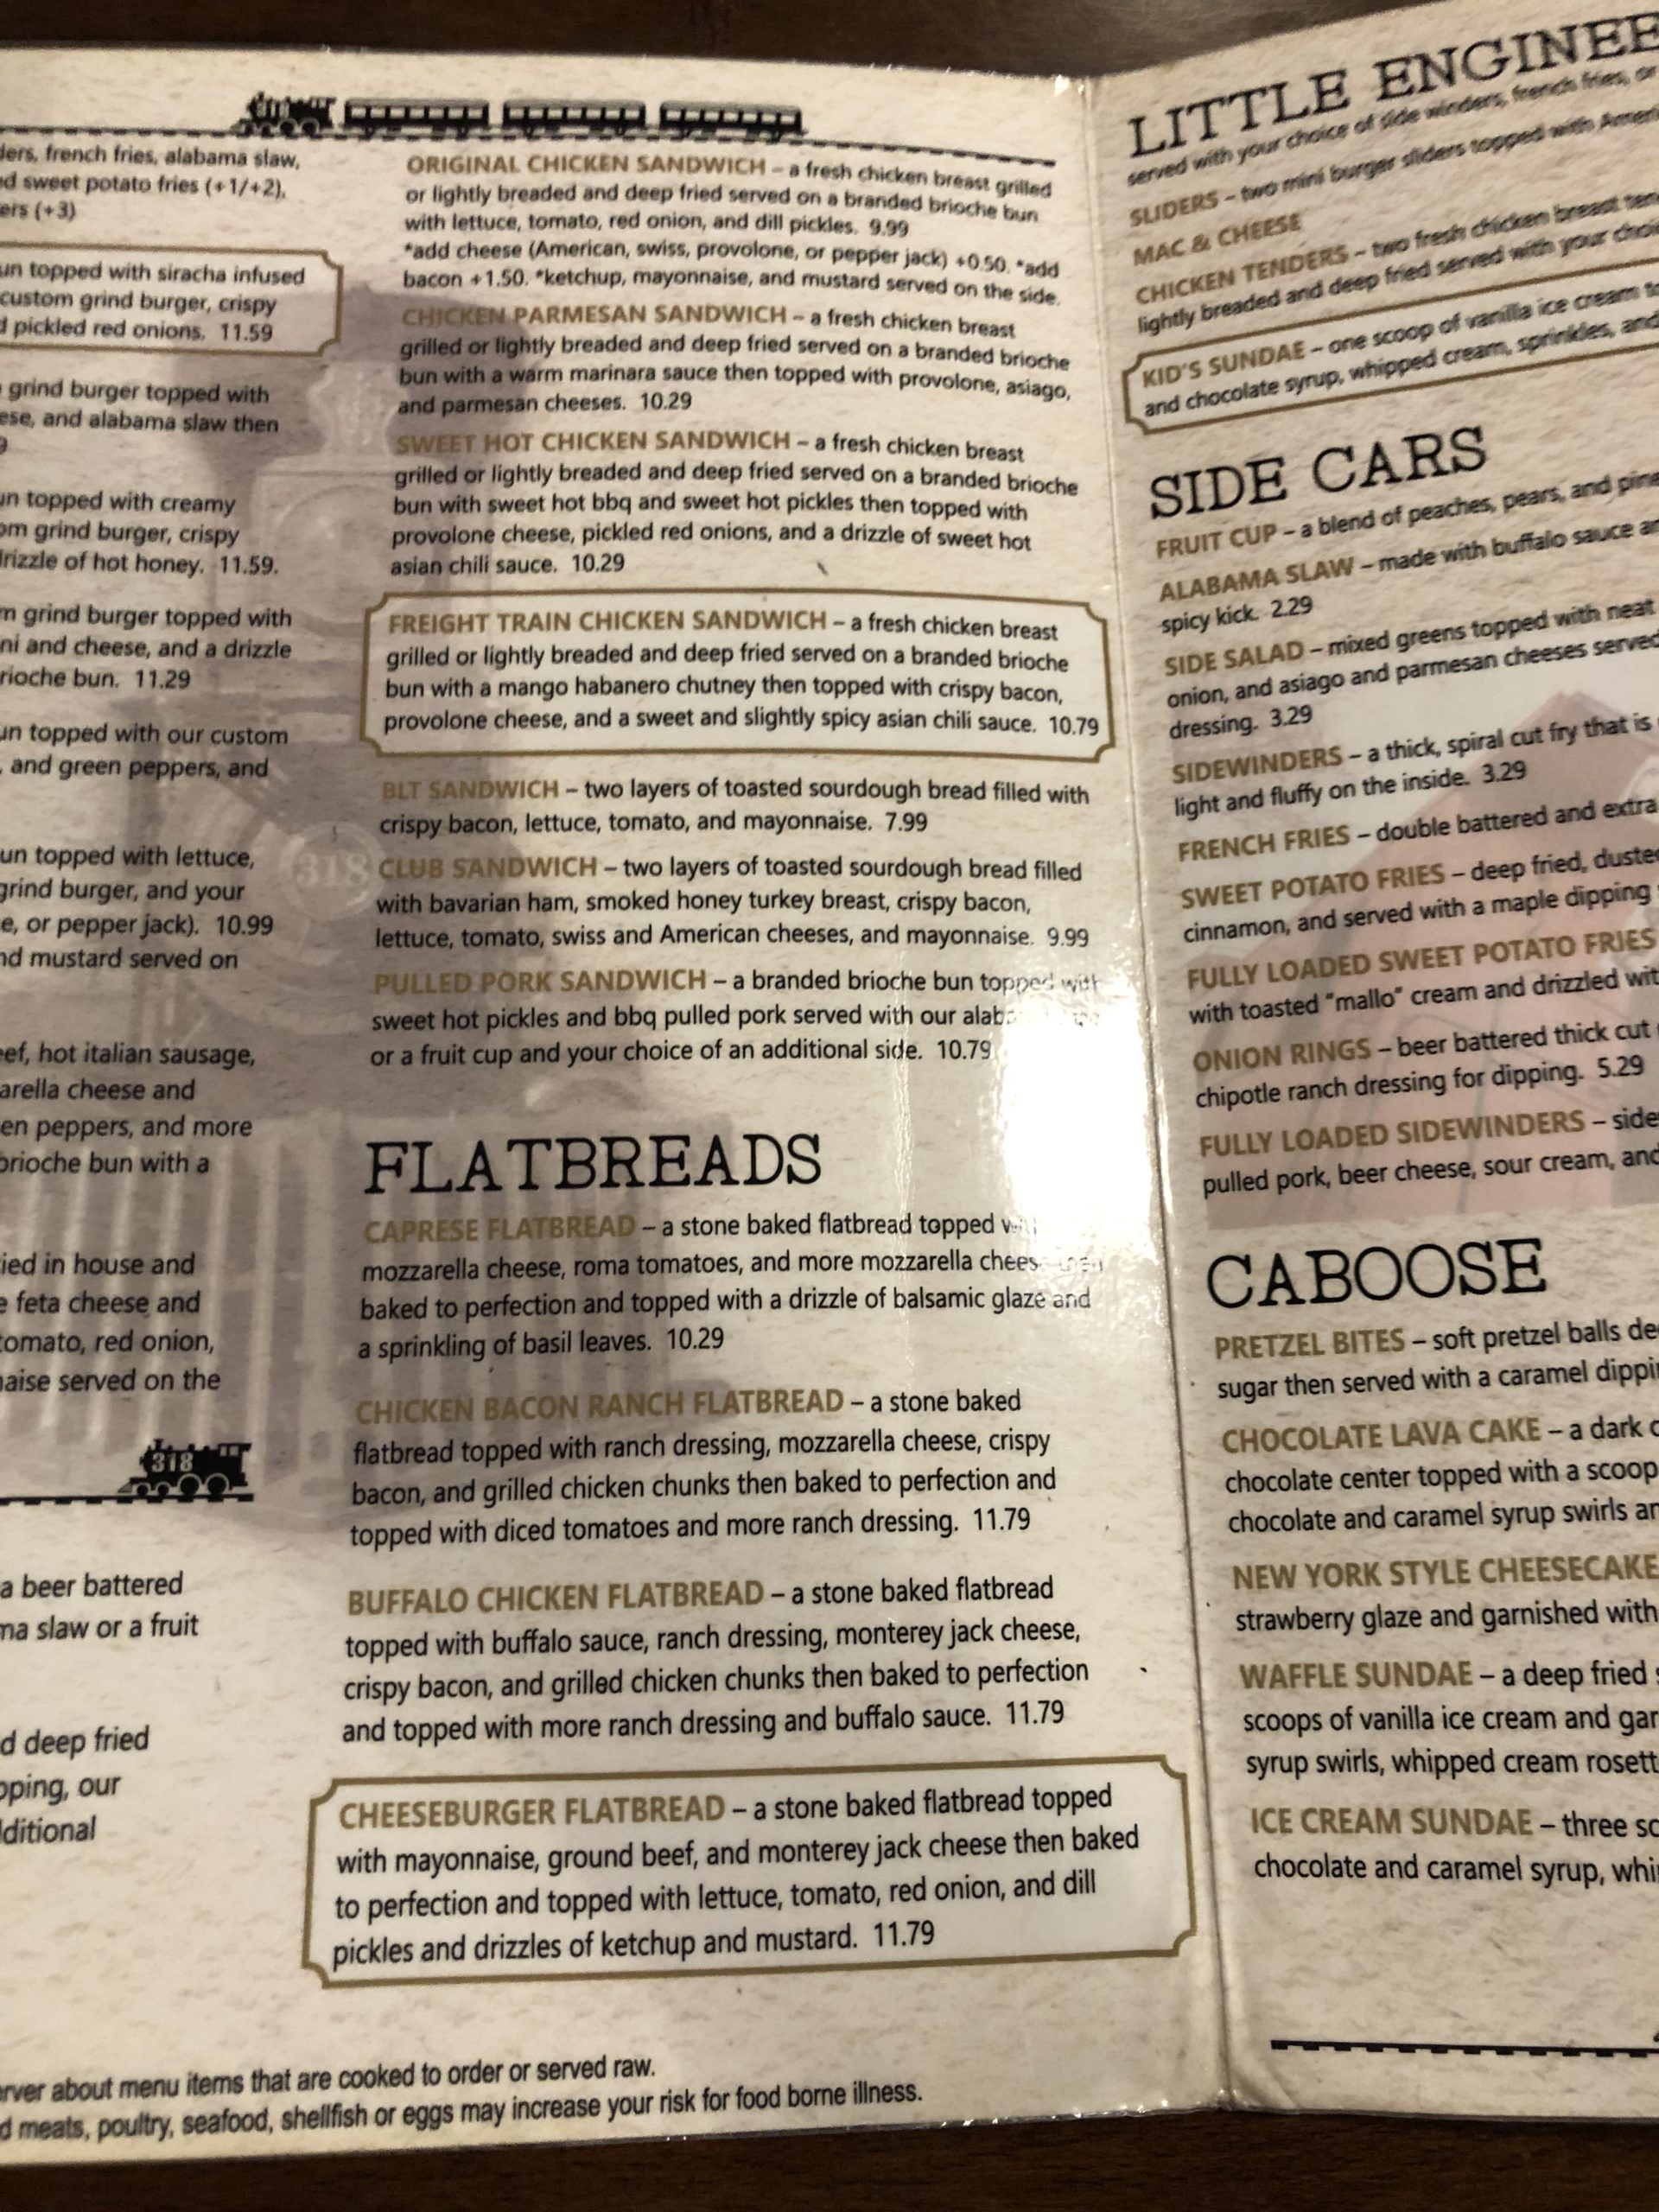 ders, french fries, alabama slaw,
d sweet potato fries (+1/+2),
ers (+3)
un topped with siracha infused
custom grind burger, crispy
d pickled red onions. 11.59
grind burger topped with
ese, and alabama slaw then
9
un topped with creamy
om grind burger, crispy
drizzle of hot honey. 11.59.
m grind burger topped with
ni and cheese, and a drizzle
rioche bun. 11.29
un topped with our custom
, and green peppers, and
un topped with lettuce,
grind burger, and your
e, or pepper jack). 10.99
nd mustard served on
eef, hot italian sausage,
arella cheese and
en peppers, and more
brioche bun with a
ied in house and
e feta cheese and
tomato, red onion,
naise served on the
318
a beer battered
ma slaw or a fruit
d deep fried
pping, our
dditional
ORIGINAL CHICKEN SANDWICH – a fresh chicken breast grilled
or lightly breaded and deep fried served on a branded brioche bun
with lettuce, tomato, red onion, and dill pickles. 9.99
*add cheese (American, swiss, provolone, or pepper jack) +0.50. *add
bacon +1.50. *ketchup, mayonnaise, and mustard served on the side.
CHICKEN PARMESAN SANDWICH – a fresh chicken breast
grilled or lightly breaded and deep fried served on a branded brioche
bun with a warm marinara sauce then topped with provolone, asiago,
and parmesan cheeses. 10.29
SWEET HOT CHICKEN SANDWICH – a fresh chicken breast
grilled or lightly breaded and deep fried served on a branded brioche
bun with sweet hot bbq and sweet hot pickles then topped with
provolone cheese, pickled red onions, and a drizzle of sweet hot
asian chili sauce. 10.29
FREIGHT TRAIN CHICKEN SANDWICH – a fresh chicken breast
grilled or lightly breaded and deep fried served on a branded brioche
bun with a mango habanero chutney then topped with crispy bacon,
provolone cheese, and a sweet and slightly spicy asian chili sauce. 10.79
BLT SANDWICH – two layers of toasted sourdough bread filled with
crispy bacon, lettuce, tomato, and mayonnaise. 7.99
318
CLUB SANDWICH – two layers of toasted sourdough bread filled
with bavarian ham, smoked honey turkey breast, crispy bacon,
lettuce, tomato, swiss and American cheeses, and mayonnaise. 9.99
PULLED PORK SANDWICH – a branded brioche bun topped with
sweet hot pickles and bbq pulled pork served with our
or a fruit cup and your choice of an additional side. 10.79
FLATBREADS
CAPRESE FLATBREAD – a stone baked flatbread topped
mozzarella cheese, roma tomatoes, and more mozzarella
baked to perfection and topped with a drizzle of balsamic glaze and
a sprinkling of basil leaves. 10.29
CHICKEN BACON RANCH FLATBREAD – a stone baked
flatbread topped with ranch dressing, mozzarella cheese, crispy
bacon, and grilled chicken chunks then baked to perfection and
topped with diced tomatoes and more ranch dressing. 11.79
BUFFALO CHICKEN FLATBREAD – a stone baked flatbread
topped with buffalo sauce, ranch dressing, monterey jack cheese,
crispy bacon, and grilled chicken chunks then baked to perfection
and topped with more ranch dressing and buffalo sauce. 11.79
CHEESEBURGER FLATBREAD – a stone baked flatbread topped
with mayonnaise, ground beef, and monterey jack cheese then baked
to perfection and topped with lettuce, tomato, red onion, and dill
pickles and drizzles of ketchup and mustard. 11.79
erver about menu items that are cooked to order or served raw.
d meats, poultry, seafood, shellfish or eggs may increase your risk for food borne illness.
LITTLE ENGINEE
served with your choice of side winders, french fries, or
SLIDERS – two mini burger sliders topped with Ameri
MAC & CHEESE
CHICKEN TENDERS – two fresh chicken breast ten
lightly breaded and deep fried served with your choi
KID'S SUNDAE – one scoop of vanilla ice cream to
and chocolate syrup, whipped cream, sprinkles, and
SIDE CARS
FRUIT CUP – a blend of peaches, pears, and pine
ALABAMA SLAW – made with buffalo sauce an
spicy kick. 2.29
SIDE SALAD – mixed greens topped with neat
onion, and asiago and parmesan cheeses served
dressing. 3.29
SIDEWINDERS – a thick, spiral cut fry that is
light and fluffy on the inside. 3.29
FRENCH FRIES – double battered and extra
SWEET POTATO FRIES – deep fried, dusted
cinnamon, and served with a maple dipping
FULLY LOADED SWEET POTATO FRIES
with toasted "mallo" cream and drizzled wit
ONION RINGS – beer battered thick cut
chipotle ranch dressing for dipping. 5.29
FULLY LOADED SIDEWINDERS – side
pulled pork, beer cheese, sour cream, and
CABOOSE
PRETZEL BITES – soft pretzel balls de
sugar then served with a caramel dippi
CHOCOLATE LAVA CAKE – a dark c
chocolate center topped with a scoop
chocolate and caramel syrup swirls an
NEW YORK STYLE CHEESECAKE
strawberry glaze and garnished with
WAFFLE SUNDAE – a deep fried
scoops of vanilla ice cream and gar
syrup swirls, whipped cream rosett
ICE CREAM SUNDAE – three sc
chocolate and caramel syrup, whi